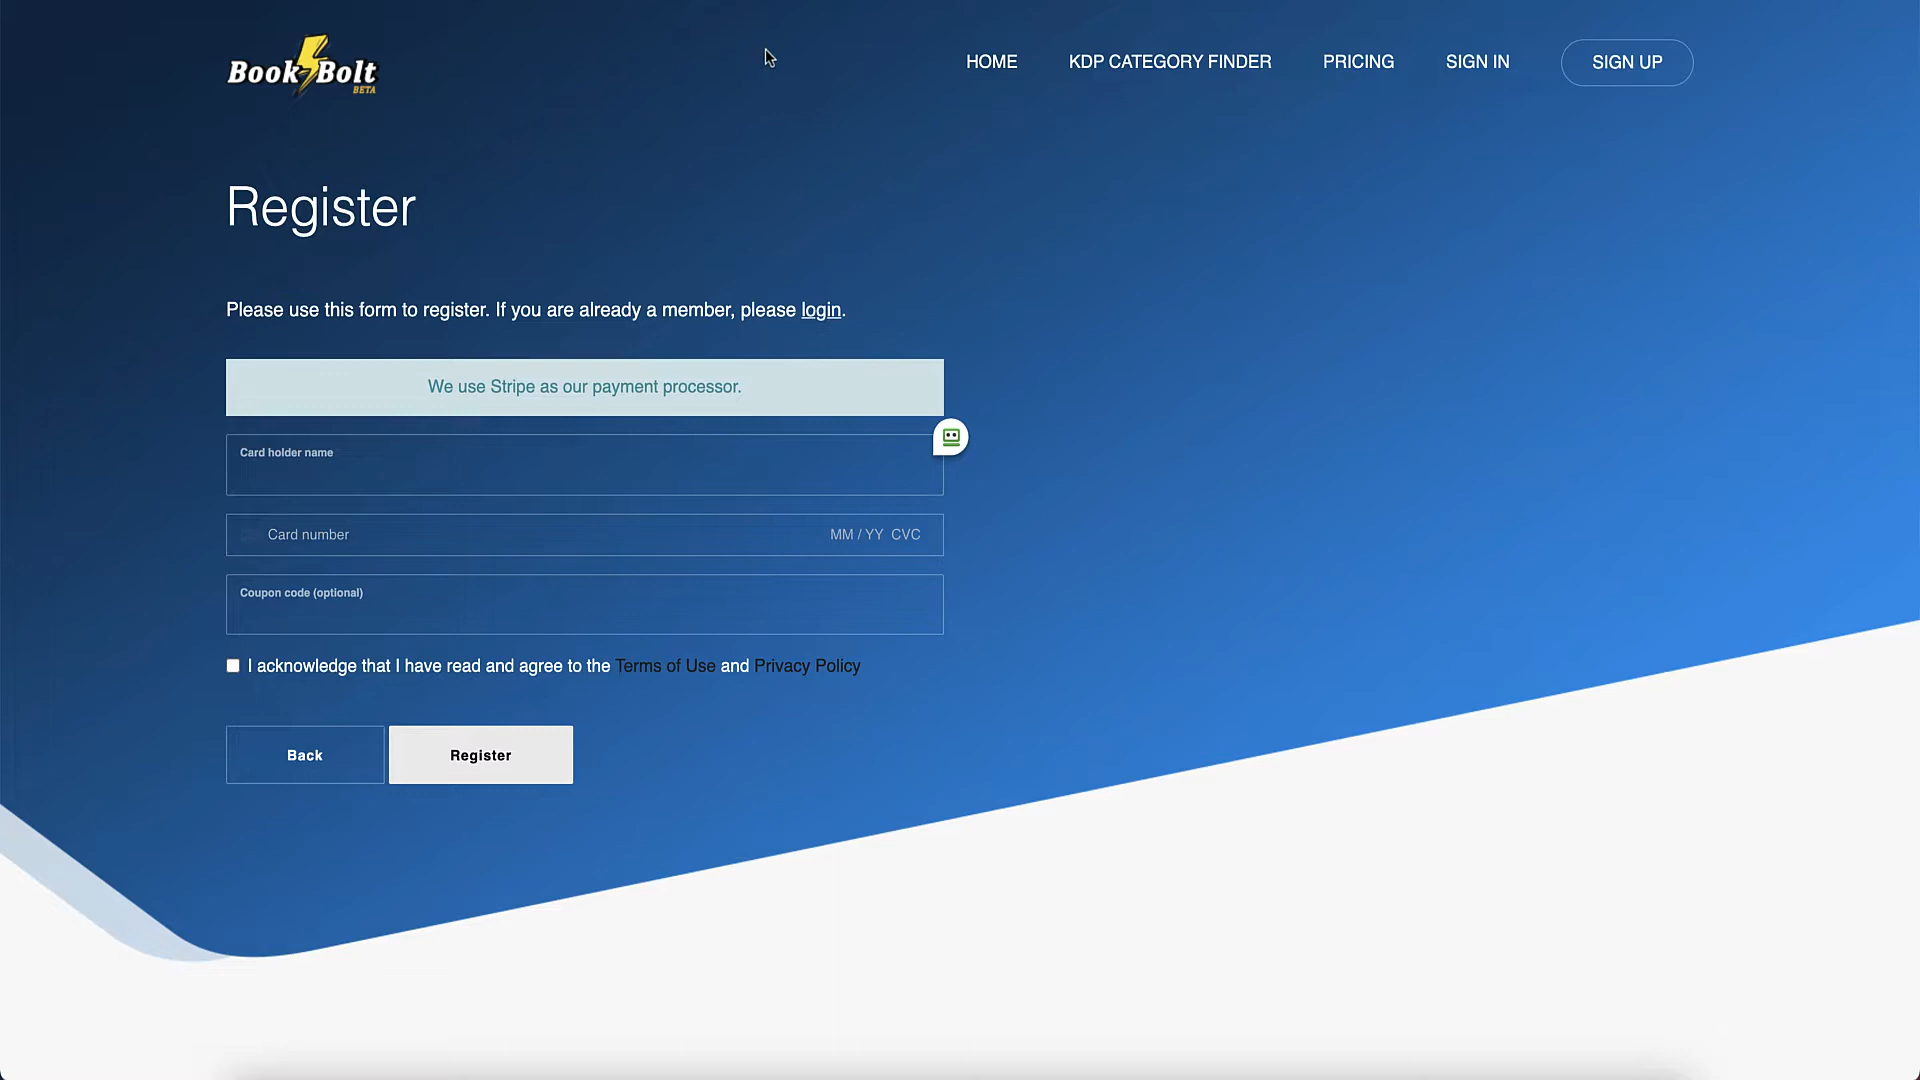 Book Bolt
BETA
HOME
KDP CATEGORY FINDER
PRICING
SIGN IN
SIGN UP
Register
Please use this form to register. If you are already a member, please login.
We use Stripe as our payment processor.
Card holder name
Card number
MM / YY CVC
Coupon code (optional)
I acknowledge that I have read and agree to the Terms of Use and Privacy Policy
Back
Register